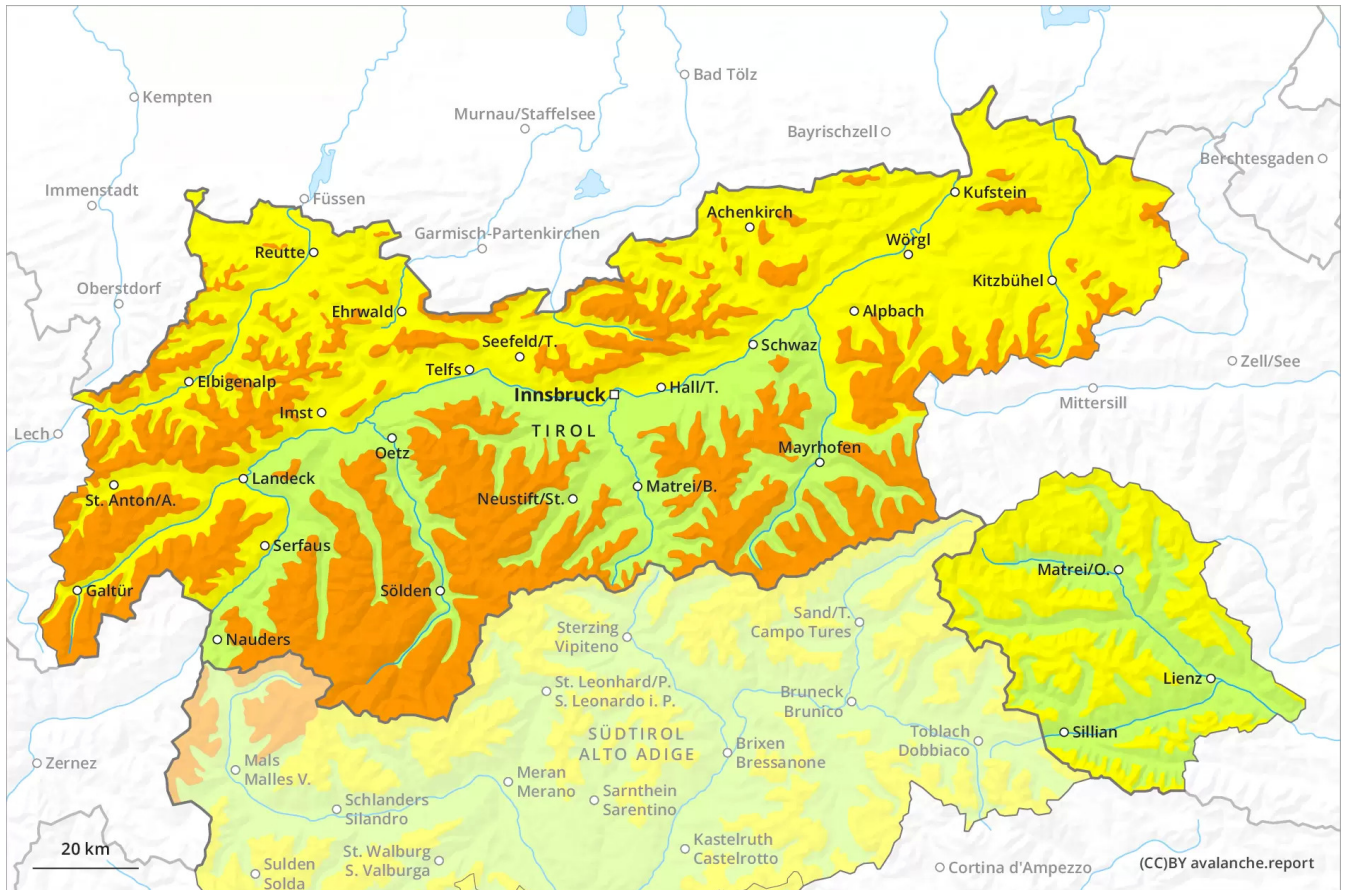 Bad Tölz
Kempten
Murnau/Staffelsee
Bayrischzell
Berchtesgaden
Immenstadt
Füssen
Kufstein
Achenkirch
Garmisch-Partenkirchen
Wörgl
Reutte
Oberstdorf
Kitzbühel
Ehrwald
Alpbach
Seefeld/T.
Schwaz
Zell/See
Telfs
Elbigenalp
Hall/T.
Innsbruck
Mittersill
Imst
TIROL
Lech
Oetz
Mayrhofen
Landeck
St. Anton/A.
Neustift/St.
Matrei/B.
Serfaus
Matrei/O.
Galtür
Sölden
Sand/T.
Campo Tures
Sterzing
Vipiteno
Nauders
Lienz
St. Leonhard/P.
S. Leonardo i. P.
Bruneck
Brunico
Sillian
SÜDTIROL
ALTO ADIGE
Toblach
Dobbiaco
Brixen
Bressanone
Zernez
Mals
Malles V.
Meran
Merano
Sarnthein
Sarentino
Schlanders
Silandro
Kastelruth
Castelrotto
20 km
St. Walburg
S. Valburga
Sulden
Solda
Cortina d'Ampezzo
(CC)BY avalanche.report